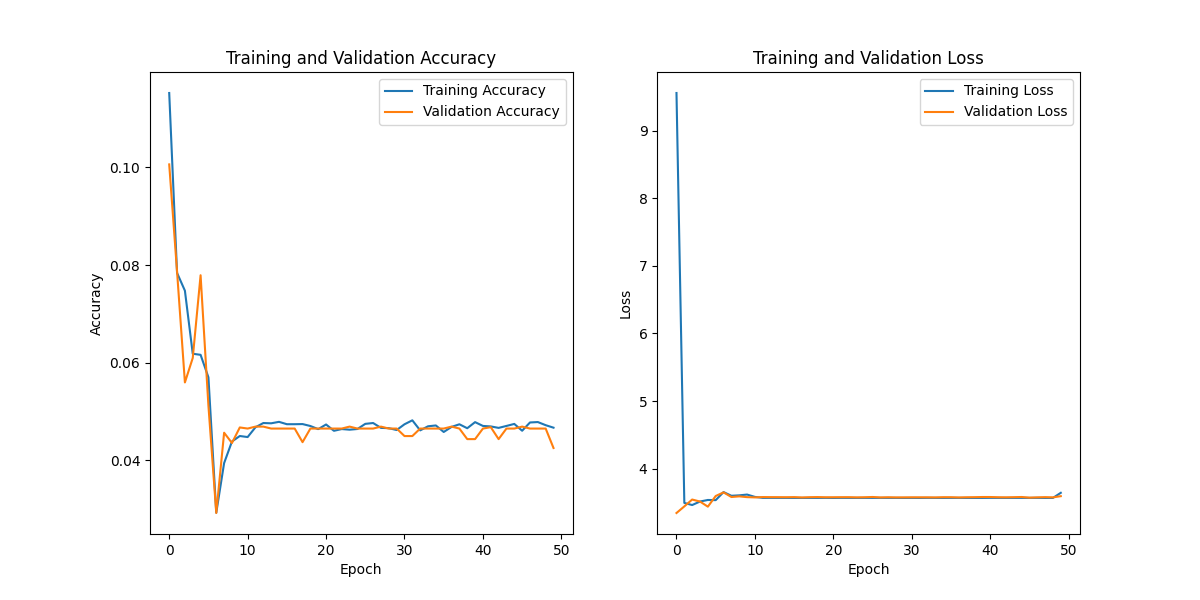 Training and Validation Accuracy
Training Accuracy
Validation Accuracy
0.10
0.08
0.06
0.04
Accuracy
0 10 20 30 40 50
Epoch
Training and Validation Loss
Training Loss
Validation Loss
9
8
7
6
5
4
Loss
0 10 20 30 40 50
Epoch